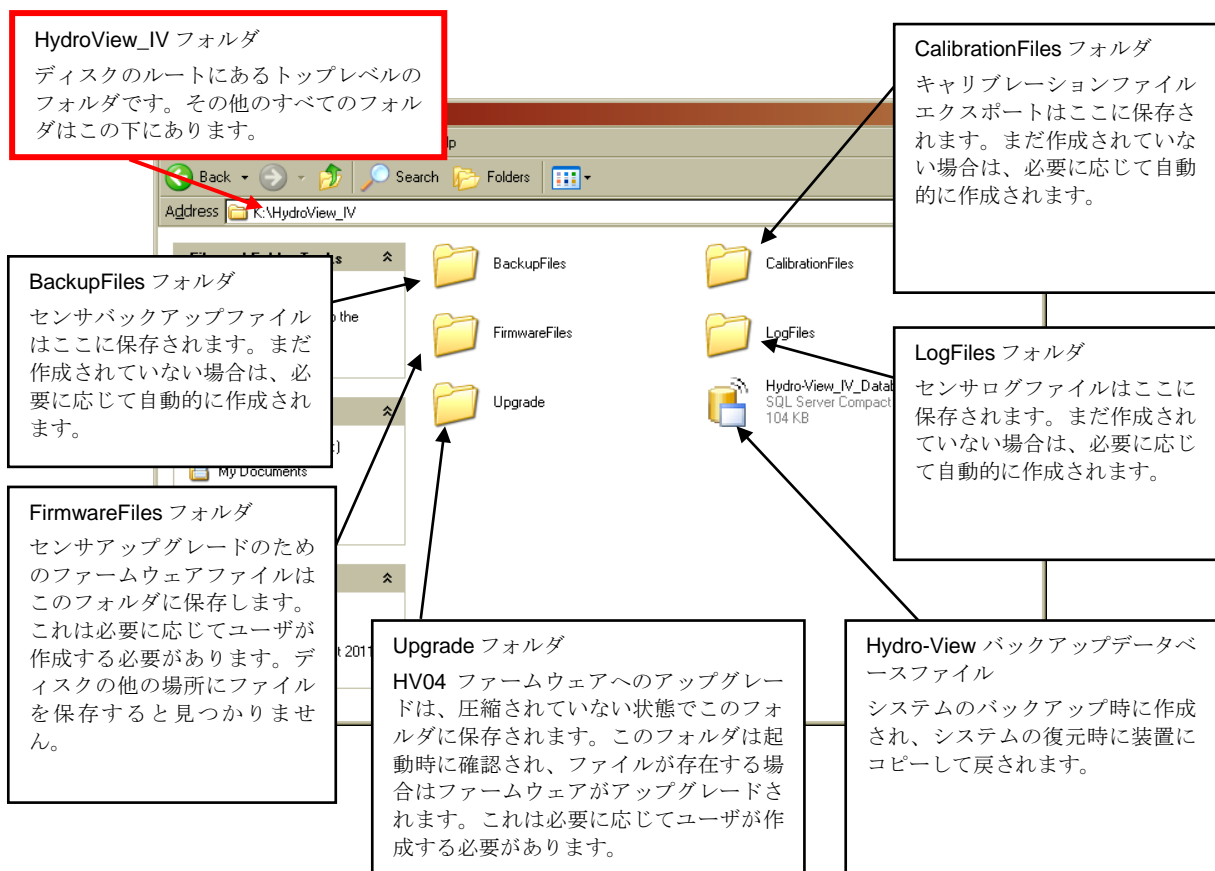 HydroView_IV フォルダ
ディスクのルートにあるトップレベルの
フォルダです。その他のすべてのフォル
ダはこの下にあります。
CalibrationFiles フォルダ
キャリブレーションファイル
エクスポートはここに保存さ
れます。まだ作成されていな
い場合は、必要に応じて自動
的に作成されます。
Back
Search
Folders
Address
K:\HydroView_IV
BackupFiles
CalibrationFiles
FirmwareFiles
LogFiles
Upgrade
Hydro-View_IV_Datab
SQL Server Compact
104 KB
the
My Documents
t 2011
BackupFiles フォルダ
センサバックアップファイル
はここに保存されます。まだ
作成されていない場合は、必
要に応じて自動的に作成され
ます。
LogFiles フォルダ
センサログファイルはここに
保存されます。まだ作成され
ていない場合は、必要に応じ
て自動的に作成されます。
FirmwareFiles フォルダ
センサアップグレードのため
のファームウェアファイルは
このフォルダに保存します。
これは必要に応じてユーザが
作成する必要があります。デ
ィスクの他の場所にファイル
を保存すると見つかりませ
ん。
Upgrade フォルダ
HV04 ファームウェアへのアップグレー
ドは、圧縮されていない状態でこのフォ
ルダに保存されます。このフォルダは起
動時に確認され、ファイルが存在する場
合はファームウェアがアップグレードさ
れます。これは必要に応じてユーザが作
成する必要があります。
Hydro-View バックアップデータベ
ースファイル
システムのバックアップ時に作成
され、システムの復元時に装置に
コピーして戻されます。